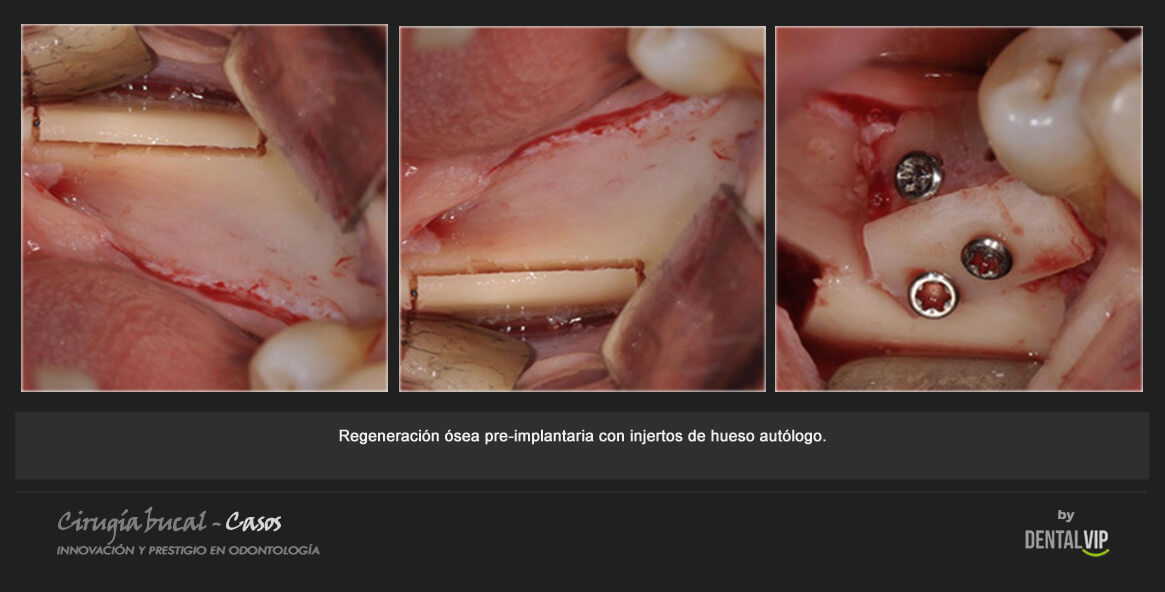 Regeneración ósea pre-implantaria con injertos de hueso autólogo.
Cirugía bucal - Casos
INNOVACIÓN Y PRESTIGIO EN ODONTOLOGÍA
by
DENTALVIP